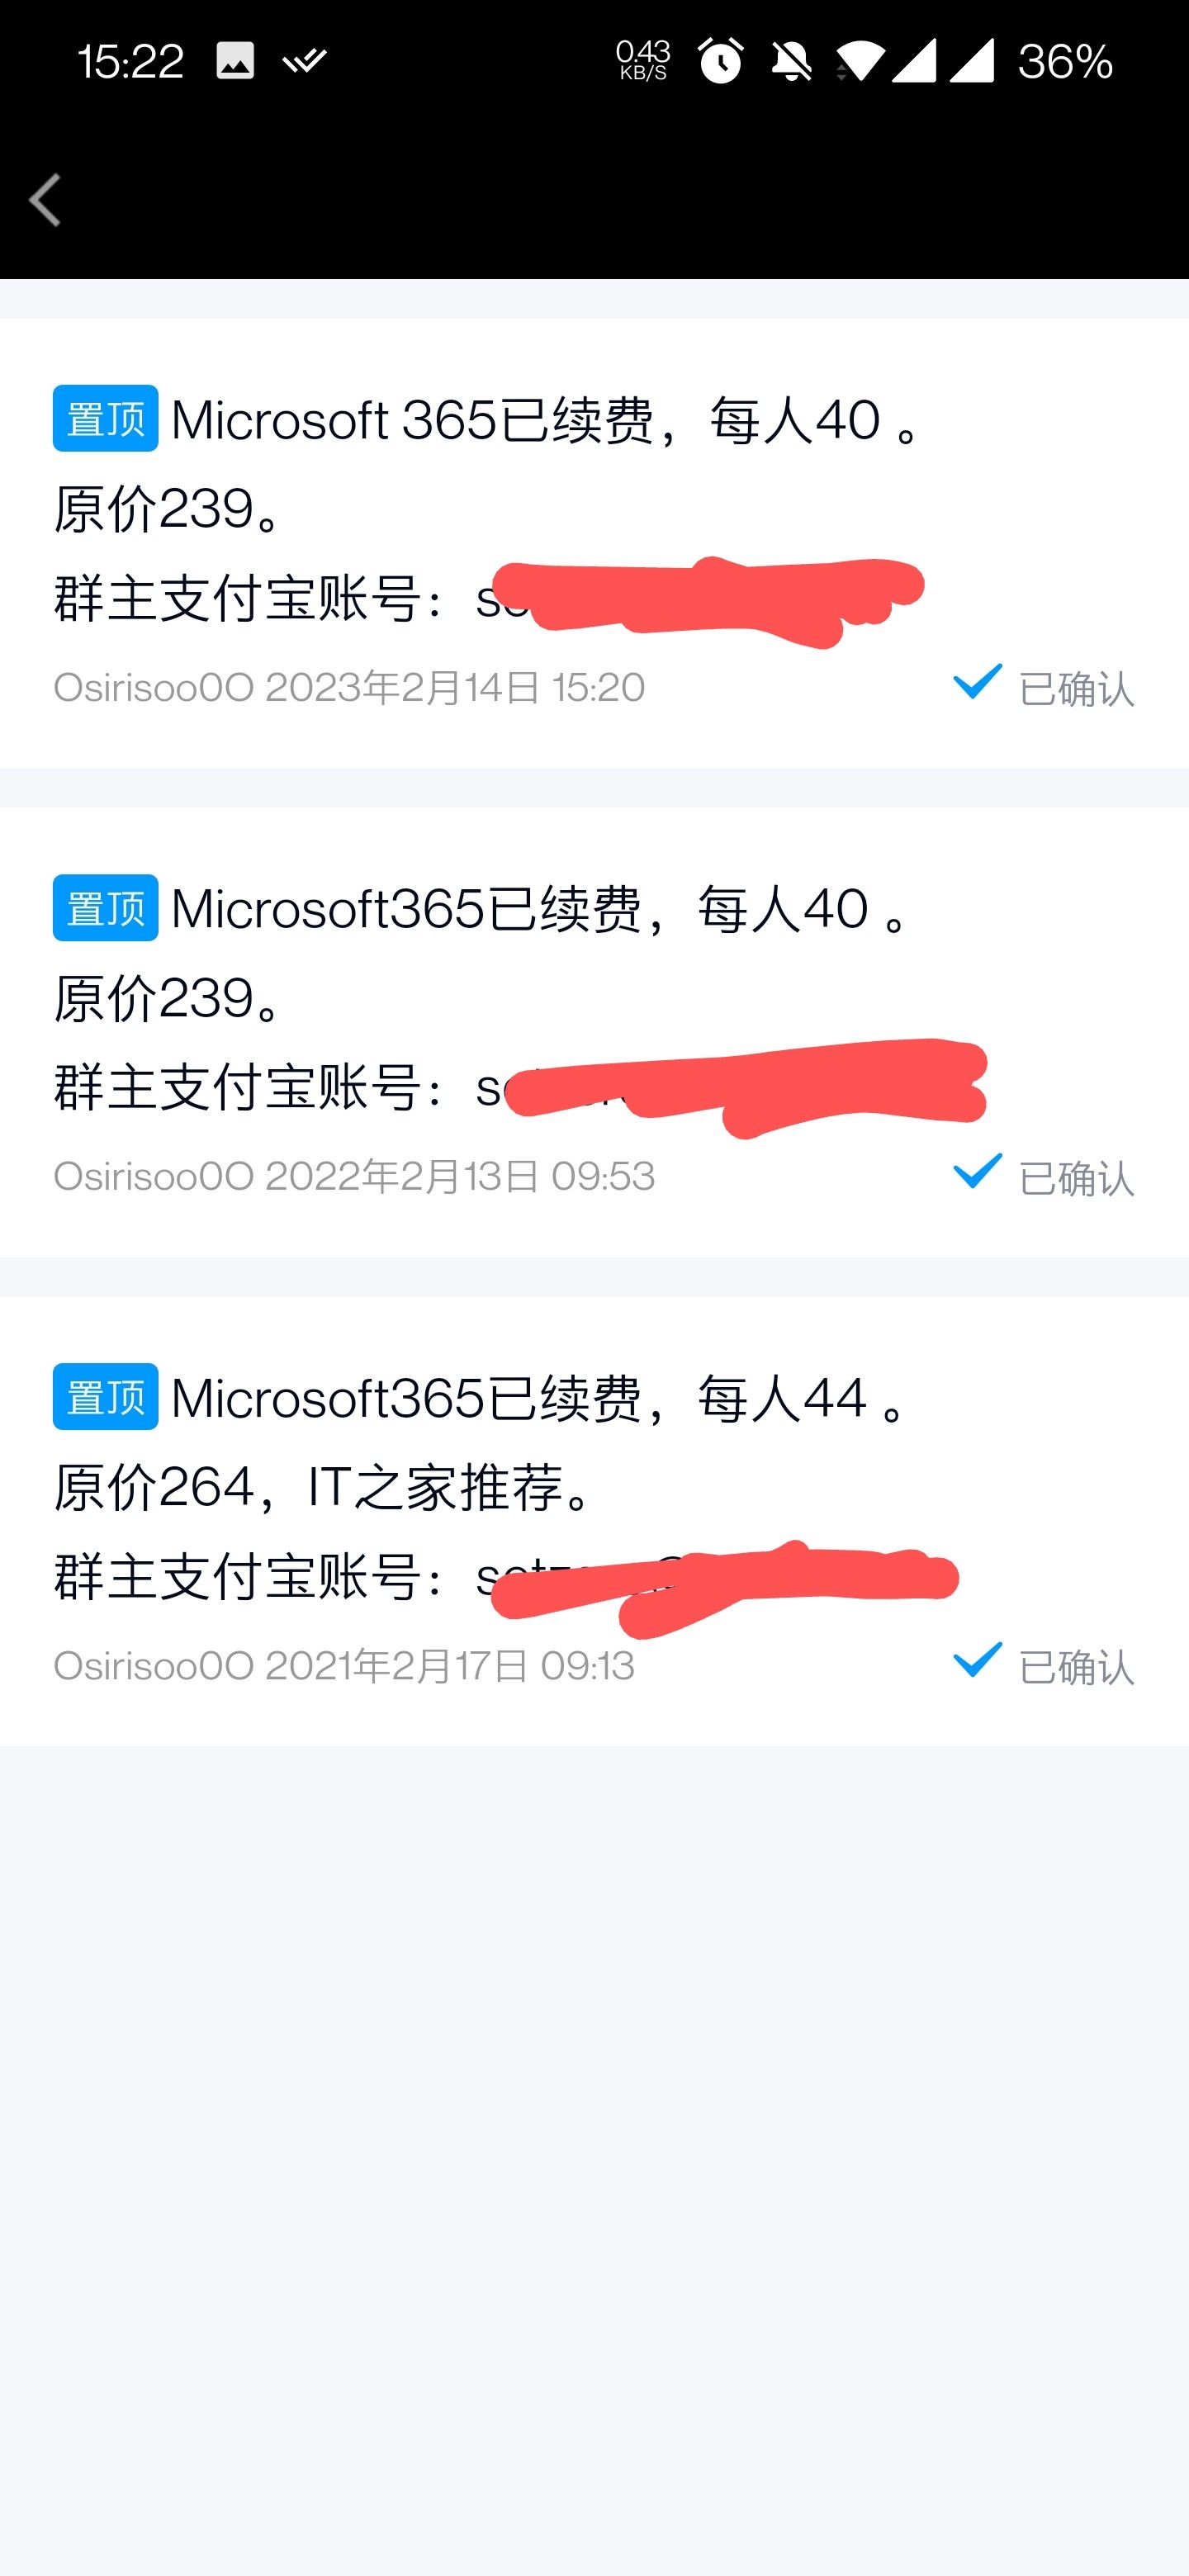 15:22
0.43
KB/S
36%
置顶 Microsoft 365已续费，每人40 。
原价239。
群主支付宝账号：
Osirisoo0O 2023年2月14日 15:20
已确认
置顶 Microsoft365已续费，每人40 。
原价239。
群主支付宝账号：
Osirisoo0O 2022年2月13日 09:53
已确认
置顶 Microsoft365已续费，每人44 。
原价264，IT之家推荐。
群主支付宝账号：
Osirisoo0O 2021年2月17日 09:13
已确认